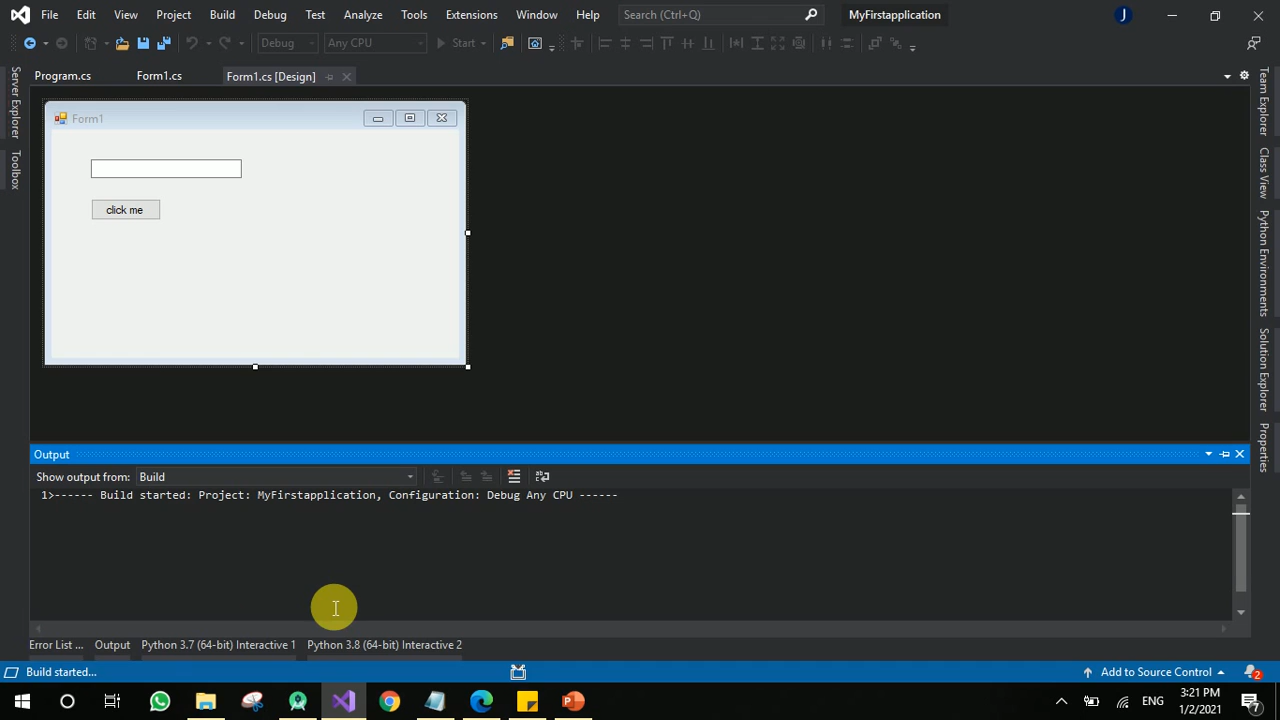 File Edit View Project Build Debug Test Analyze Tools Extensions Window Help Search (Ctrl+Q) MyFirstapplication J
Debug Any CPU Start
Program.cs Form1.cs Form1.cs [Design]
Server Explorer
Toolbox
Form1
click me
Team Explorer
Class View
Python Environments
Solution Explorer
Properties
Output
Show output from: Build
1>------ Build started: Project: MyFirstapplication, Configuration: Debug Any CPU ------
Error List ... Output Python 3.7 (64-bit) Interactive 1 Python 3.8 (64-bit) Interactive 2
Build started... Add to Source Control 2
ENG 3:21 PM
1/2/2021 7